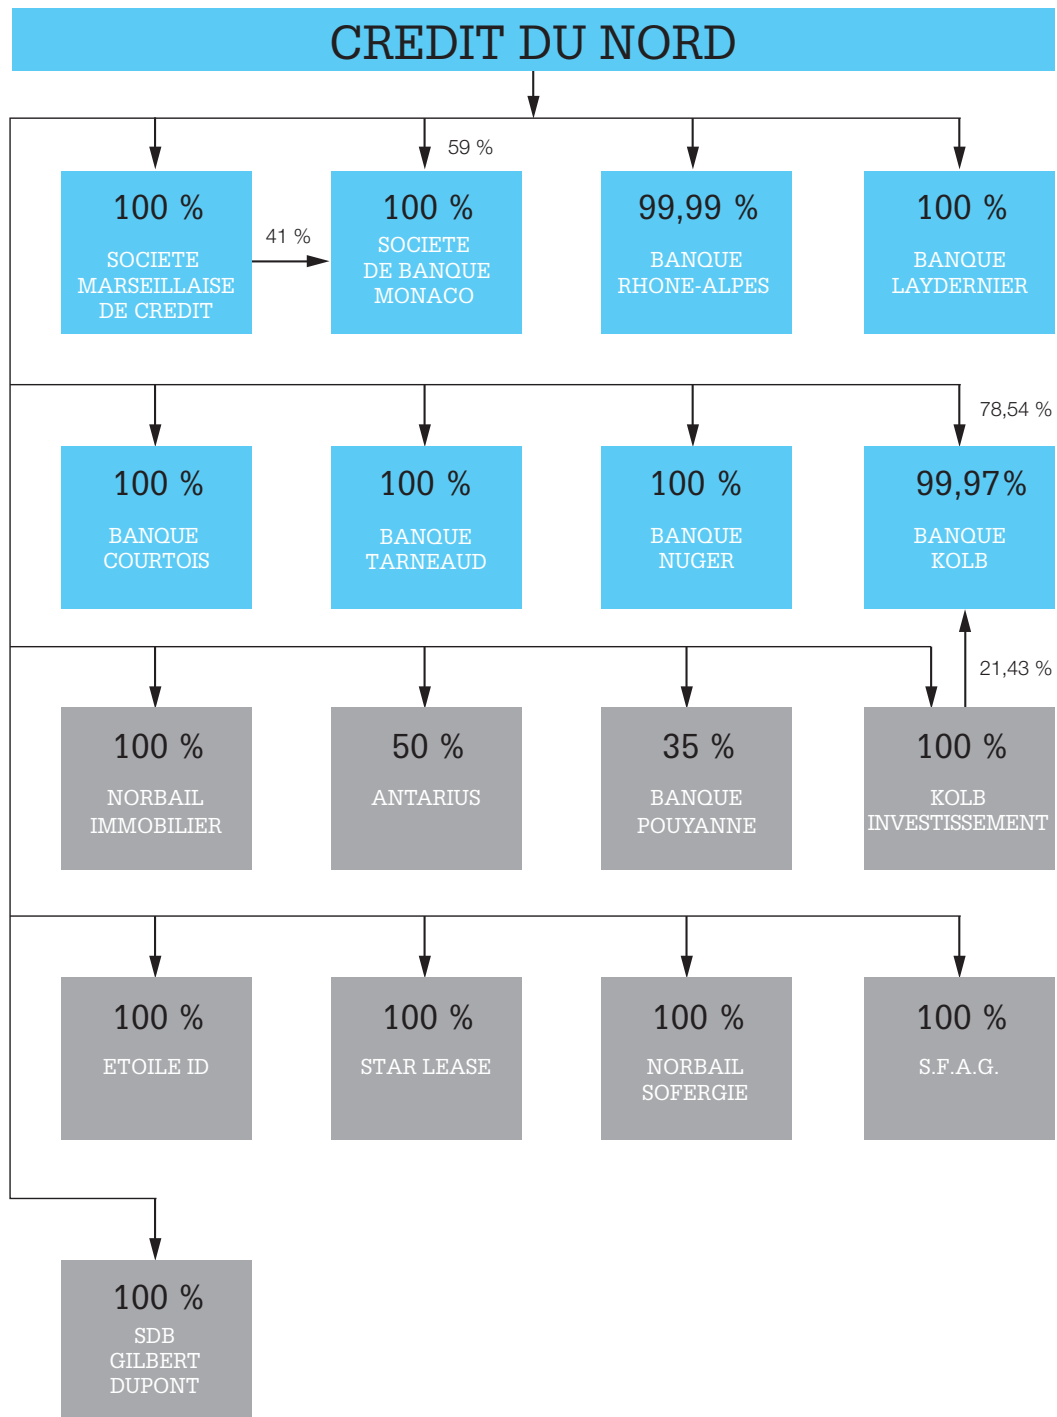 CREDIT DU NORD
59 %
100 %
SOCIETE
MARSEILLAISE
DE CREDIT
41 %
100 %
SOCIETE
DE BANQUE
MONACO
99,99 %
BANQUE
RHONE-ALPES
100 %
BANQUE
LAYDERNIER
78,54 %
100 %
BANQUE
COURTOIS
100 %
BANQUE
TARNEAUD
100 %
BANQUE
NUGER
99,97%
BANQUE
KOLB
21,43 %
100 %
NORBAIL
IMMOBILIER
50 %
ANTARIUS
35 %
BANQUE
POUYANNE
100 %
KOLB
INVESTISSEMENT
100 %
ETOILE ID
100 %
STAR LEASE
100 %
NORBAIL
SOFERGIE
100 %
S.F.A.G.
100 %
SDB
GILBERT
DUPONT